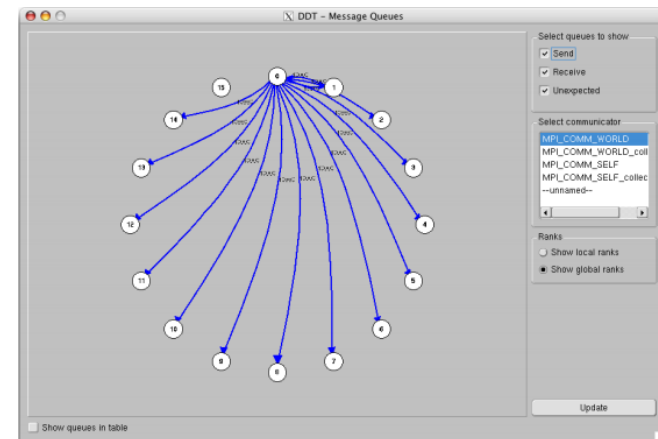 X DDT - Message Queues
Select queues to show
Send
Receive
Unexpected
Select communicator
MPI_COMM_WORLD
MPI_COMM_WORLD_coll
MPI_COMM_SELF
MPI_COMM_SELF_collec
--unnamed--
Ranks
Show local ranks
Show global ranks
Update
Show queues in table
0
15
1
14
2
13
3
12
4
11
5
10
6
9
7
8